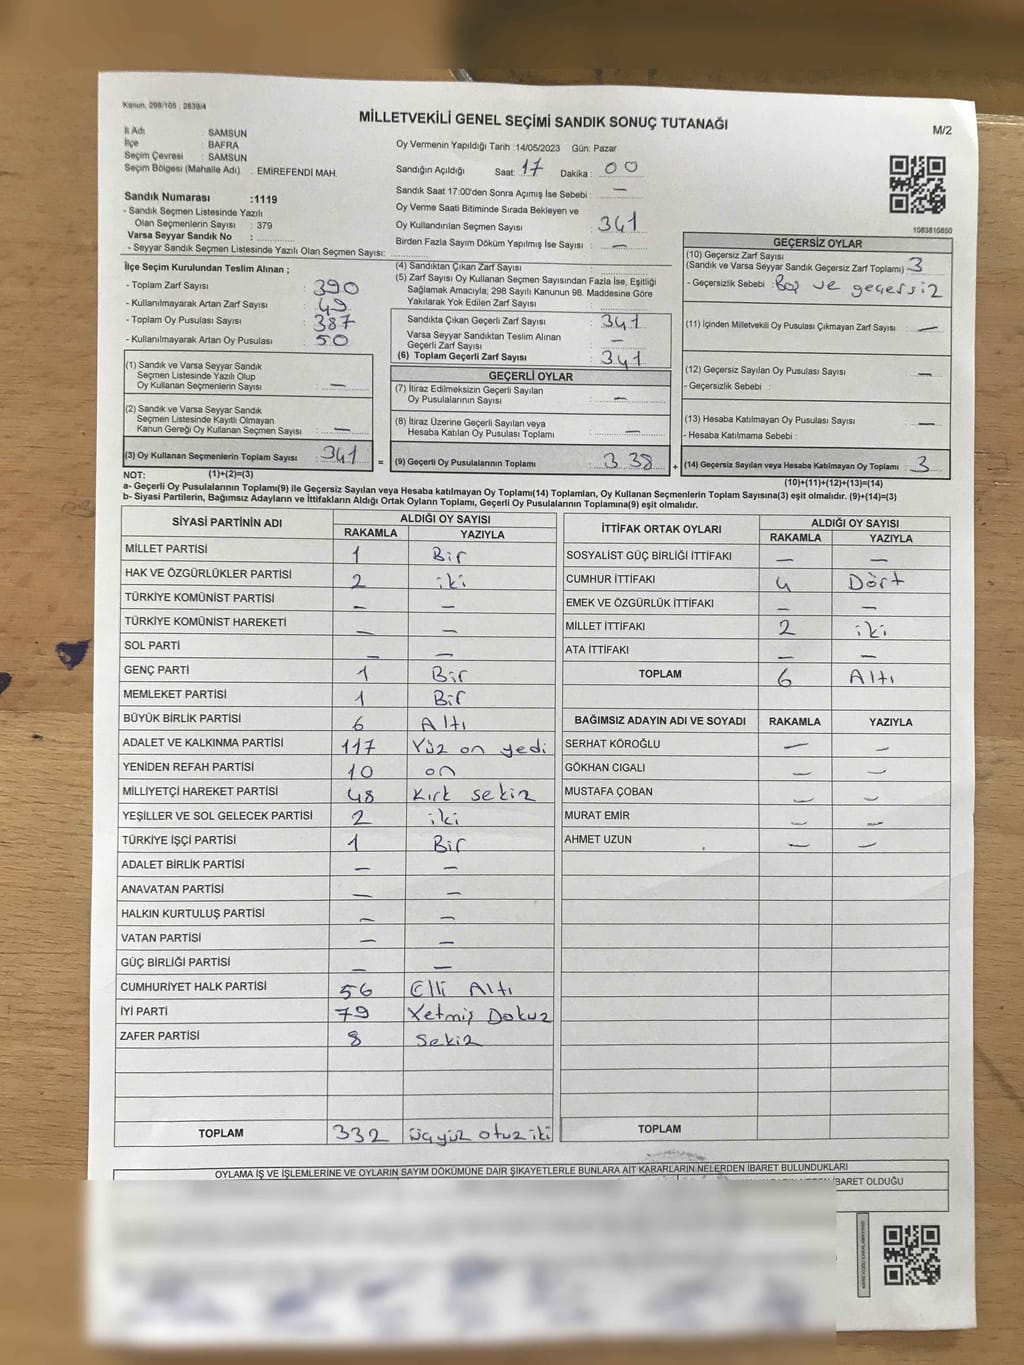 Kanun, 298/105 , 2839/4
MİLLETVEKİLİ GENEL SEÇİMİ SANDIK SONUÇ TUTANAĞI
M/2
İl Adı : SAMSUN
İlçe : BAFRA
Seçim Çevresi : SAMSUN
Seçim Bölgesi (Mahalle Adı) : EMİREFENDİ MAH.
Sandık Numarası :1119
- Sandık Seçmen Listesinde Yazılı
Olan Seçmenlerin Sayısı : 379
Varsa Seyyar Sandık No :
- Seyyar Sandık Seçmen Listesinde Yazılı Olan Seçmen Sayısı:
Oy Vermenin Yapıldığı Tarih :14/05/2023 Gün: Pazar
Sandığın Açıldığı Saat: 17 Dakika : 00
Sandık Saat 17:00'den Sonra Açımış İse Sebebi : —
Oy Verme Saati Bitiminde Sırada Bekleyen ve
Oy Kullandırılan Seçmen Sayısı : 341
Birden Fazla Sayım Döküm Yapılmış İse Sayısı : —
1083810850
İlçe Seçim Kurulundan Teslim Alınan ;
- Toplam Zarf Sayısı : 390
- Kullanılmayarak Artan Zarf Sayısı : 49
- Toplam Oy Pusulası Sayısı : 387
- Kullanılmayarak Artan Oy Pusulası : 50
(1) Sandık ve Varsa Seyyar Sandık
Seçmen Listesinde Yazılı Olup
Oy Kullanan Seçmenlerin Sayısı : —
(2) Sandık ve Varsa Seyyar Sandık
Seçmen Listesinde Kayıtlı Olmayan
Kanun Gereği Oy Kullanan Seçmen Sayısı : —
(3) Oy Kullanan Seçmenlerin Toplam Sayısı : 341
(1)+(2)=(3)
(4) Sandıktan Çıkan Zarf Sayısı :
(5) Zarf Sayısı Oy Kullanan Seçmen Sayısından Fazla İse, Eşitliği
Sağlamak Amacıyla; 298 Sayılı Kanunun 98. Maddesine Göre
Yakılarak Yok Edilen Zarf Sayısı :
Sandıkta Çıkan Geçerli Zarf Sayısı : 341
Varsa Seyyar Sandıktan Teslim Alınan
Geçerli Zarf Sayısı : —
(6) Toplam Geçerli Zarf Sayısı : 341
GEÇERLİ OYLAR
(7) İtiraz Edilmeksizin Geçerli Sayılan
Oy Pusulalarının Sayısı : —
(8) İtiraz Üzerine Geçerli Sayılan veya
Hesaba Katılan Oy Pusulası Toplamı : —
= (9) Geçerli Oy Pusulalarının Toplamı : 338
GEÇERSİZ OYLAR
(10) Geçersiz Zarf Sayısı
(Sandık ve Varsa Seyyar Sandık Geçersiz Zarf Toplamı) : 3
- Geçersizlik Sebebi : Boş ve geçersiz
(11) İçinden Milletvekili Oy Pusulası Çıkmayan Zarf Sayısı : —
(12) Geçersiz Sayılan Oy Pusulası Sayısı : —
- Geçersizlik Sebebi :
(13) Hesaba Katılmayan Oy Pusulası Sayısı : —
- Hesaba Katılmama Sebebi :
+ (14) Geçersiz Sayılan veya Hesaba Katılmayan Oy Toplamı : 3
(10)+(11)+(12)+(13)=(14)
NOT:
a- Geçerli Oy Pusulalarının Toplamı(9) ile Geçersiz Sayılan veya Hesaba katılmayan Oy Toplamı(14) Toplamları, Oy Kullanan Seçmenlerin Toplam Sayısına(3) eşit olmalıdır. (9)+(14)=(3)
b- Siyasi Partilerin, Bağımsız Adayların ve İttifakların Aldığı Ortak Oyların Toplamı, Geçerli Oy Pusulalarının Toplamına(9) eşit olmalıdır.
SİYASİ PARTİNİN ADI ALDIĞI OY SAYISI
RAKAMLA YAZIYLA
MİLLET PARTİSİ 1 Bir
HAK VE ÖZGÜRLÜKLER PARTİSİ 2 iki
TÜRKİYE KOMÜNİST PARTİSİ — —
TÜRKİYE KOMÜNİST HAREKETİ — —
SOL PARTİ — —
GENÇ PARTİ 1 Bir
MEMLEKET PARTİSİ 1 Bir
BÜYÜK BİRLİK PARTİSİ 6 Altı
ADALET VE KALKINMA PARTİSİ 117 Yüz on yedi
YENİDEN REFAH PARTİSİ 10 on
MİLLİYETÇİ HAREKET PARTİSİ 48 Kırk sekiz
YEŞİLLER VE SOL GELECEK PARTİSİ 2 iki
TÜRKİYE İŞÇİ PARTİSİ 1 Bir
ADALET BİRLİK PARTİSİ — —
ANAVATAN PARTİSİ — —
HALKIN KURTULUŞ PARTİSİ — —
VATAN PARTİSİ — —
GÜÇ BİRLİĞİ PARTİSİ — —
CUMHURİYET HALK PARTİSİ 56 Elli Altı
İYİ PARTİ 79 Yetmiş Dokuz
ZAFER PARTİSİ 8 Sekiz
TOPLAM 332 üçyüz otuz iki
İTTİFAK ORTAK OYLARI ALDIĞI OY SAYISI
RAKAMLA YAZIYLA
SOSYALİST GÜÇ BİRLİĞİ İTTİFAKI — —
CUMHUR İTTİFAKI 4 Dört
EMEK VE ÖZGÜRLÜK İTTİFAKI — —
MİLLET İTTİFAKI 2 iki
ATA İTTİFAKI — —
TOPLAM 6 Altı
BAĞIMSIZ ADAYIN ADI VE SOYADI RAKAMLA YAZIYLA
SERHAT KÖROĞLU — —
GÖKHAN CIGALI — —
MUSTAFA ÇOBAN — —
MURAT EMİR — —
AHMET UZUN — —
TOPLAM
OYLAMA İŞ VE İŞLEMLERİNE VE OYLARIN SAYIM DÖKÜMÜNE DAİR ŞİKAYETLERLE BUNLARA AİT KARARLARIN NELERDEN İBARET BULUNDUKLARI
İBARET OLDUĞU